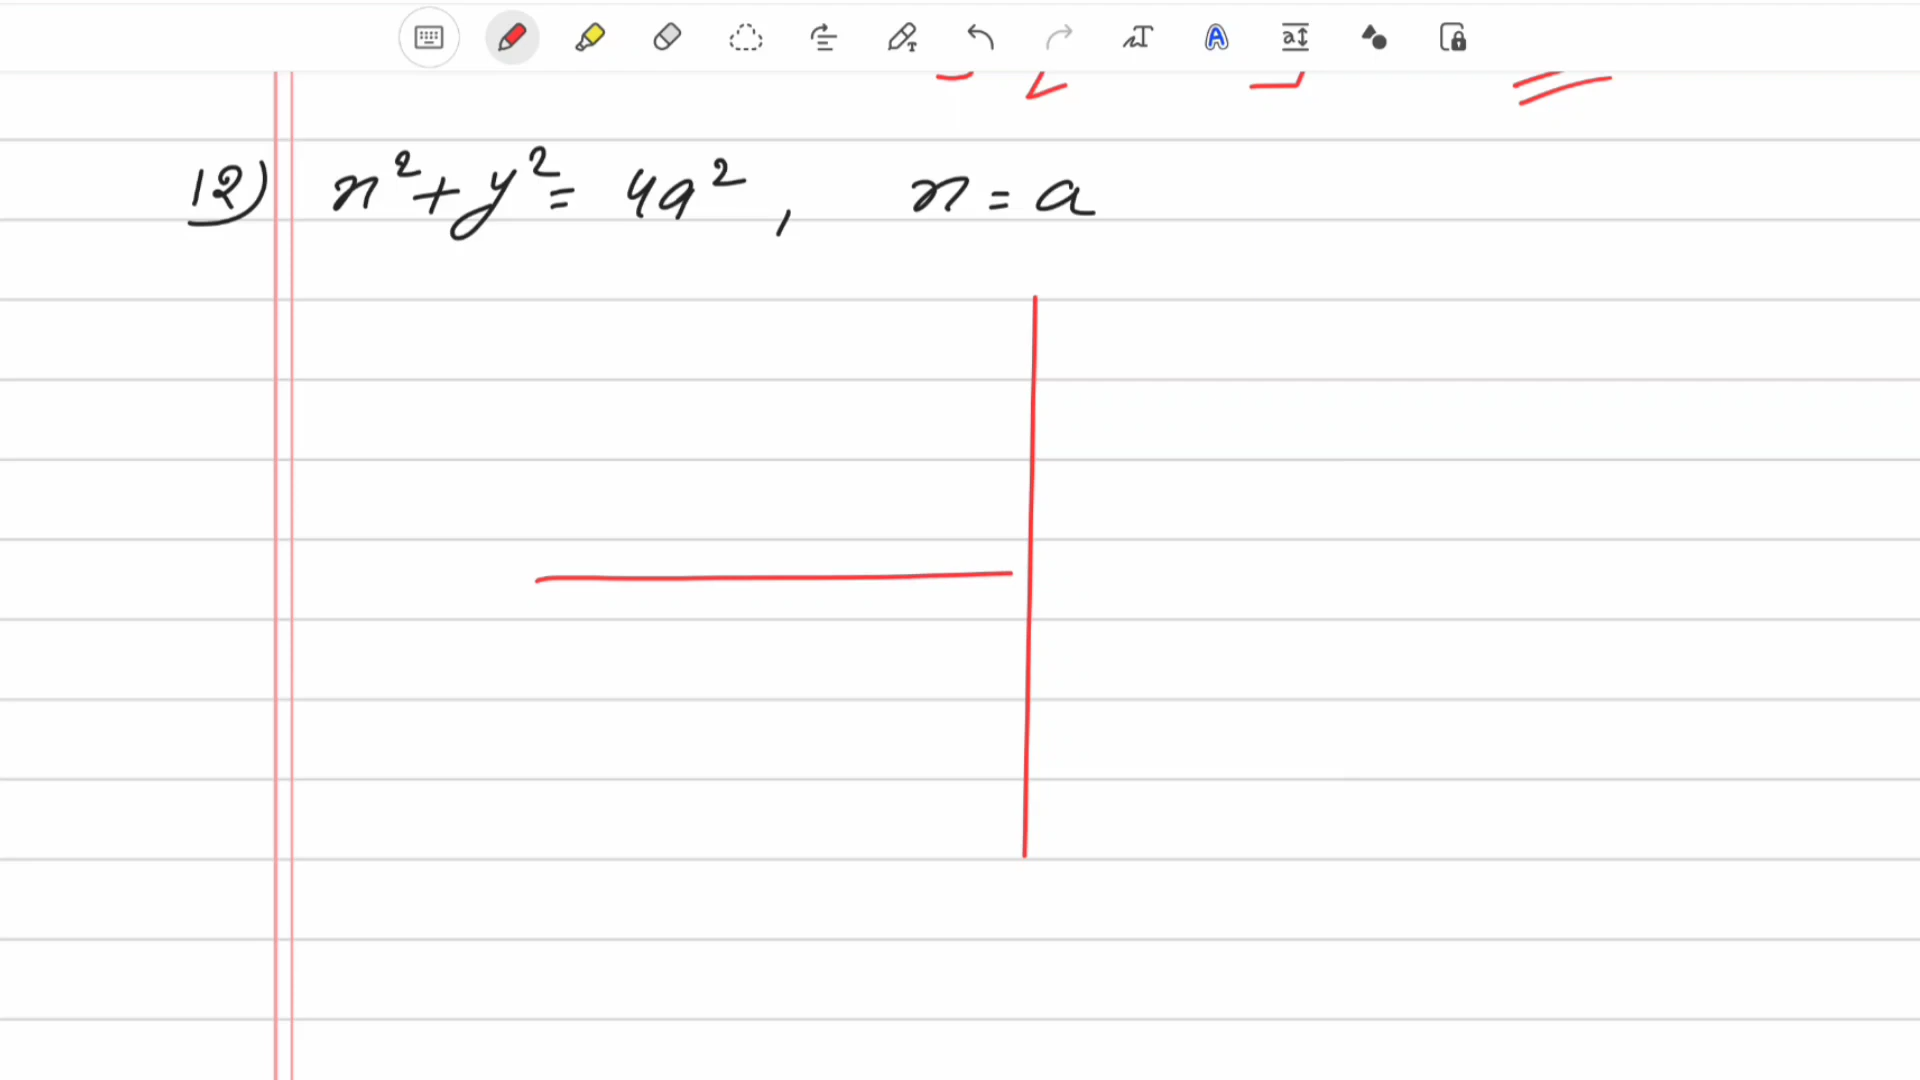 12) x² + y² = 4a², x = a